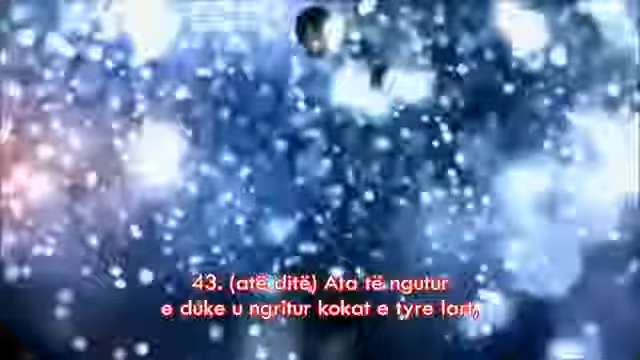 43. (atë ditë) Ata të ngutur
e duke u ngritur kokat e tyre lart,